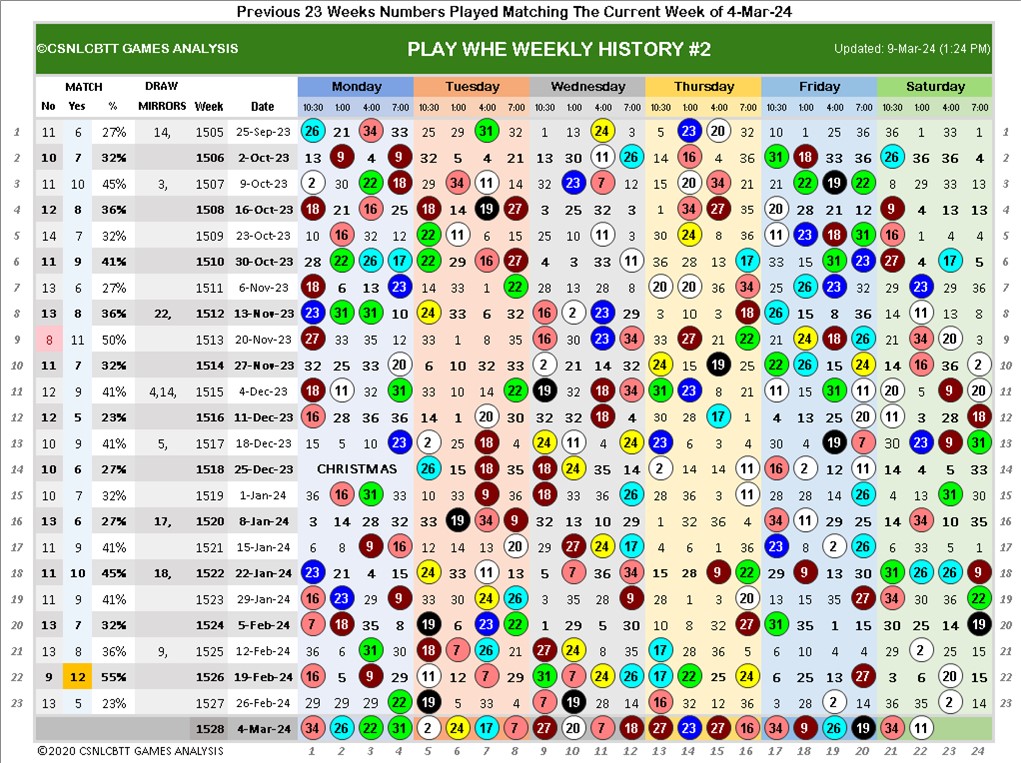 Previous 23 Weeks Numbers Played Matching The Current Week of 4-Mar-24
©CSNLCBTT GAMES ANALYSIS PLAY WHE WEEKLY HISTORY #2 Updated: 9-Mar-24 (1:24 PM)
MATCH DRAW Monday Tuesday Wednesday Thursday Friday Saturday
No Yes % MIRRORS Week Date 10:30 1:00 4:00 7:00 10:30 1:00 4:00 7:00 10:30 1:00 4:00 7:00 10:30 1:00 4:00 7:00 10:30 1:00 4:00 7:00 10:30 1:00 4:00 7:00
1 11 6 27% 14, 1505 25-Sep-23 26 21 34 33 25 29 31 32 1 13 24 3 5 23 20 32 10 1 25 36 36 1 33 1 1
2 10 7 32% 1506 2-Oct-23 13 9 4 9 32 5 4 21 13 30 11 26 14 16 4 36 31 18 33 36 26 36 36 4 2
3 11 10 45% 3, 1507 9-Oct-23 2 30 22 18 29 34 11 14 32 23 7 12 15 20 34 21 21 22 19 22 8 29 33 13 3
4 12 8 36% 1508 16-Oct-23 18 21 16 25 18 14 19 27 3 25 32 3 1 34 27 35 20 28 21 12 9 4 13 13 4
5 14 7 32% 1509 23-Oct-23 10 16 32 12 22 11 6 15 25 10 11 3 30 24 8 36 11 23 18 31 16 1 4 4 5
6 11 9 41% 1510 30-Oct-23 28 22 26 17 22 29 16 27 4 3 33 11 36 28 13 17 33 15 31 23 27 4 17 5 6
7 13 6 27% 1511 6-Nov-23 18 6 13 23 14 33 1 22 28 13 28 8 20 20 36 34 25 26 23 32 23 7 29 4 7
8 13 8 36% 22, 1512 13-Nov-23 23 31 31 10 24 33 6 32 16 2 23 29 3 10 3 18 26 15 8 36 14 11 13 8 8
9 8 11 50% 1513 20-Nov-23 27 33 35 12 33 1 8 35 16 30 23 34 33 27 21 22 21 24 18 26 21 34 20 3 9
10 11 7 32% 1514 27-Nov-23 32 25 33 20 6 10 32 33 2 21 14 32 24 15 19 25 22 26 15 24 14 16 36 2 10
11 12 9 41% 4,14, 1515 4-Dec-23 18 11 32 31 33 10 14 22 19 32 18 34 31 23 8 21 11 15 31 11 20 5 9 20 11
12 12 5 23% 1516 11-Dec-23 16 28 36 36 14 1 20 30 32 32 18 4 30 28 17 1 4 13 25 20 11 3 28 18 12
13 10 9 41% 5, 1517 18-Dec-23 15 5 10 23 2 25 18 4 24 11 4 24 23 6 3 4 30 4 19 7 30 23 9 31 13
14 10 6 27% 1518 25-Dec-23 CHRISTMAS 26 15 18 35 18 24 35 14 2 14 14 11 16 2 12 11 14 4 5 33 14
15 10 7 32% 1519 1-Jan-24 36 16 31 33 10 33 9 36 18 33 36 26 28 36 3 11 28 28 14 26 4 13 31 30 15
16 13 6 27% 17, 1520 8-Jan-24 3 14 28 32 33 19 34 9 32 13 10 29 1 32 36 4 34 11 29 25 14 34 10 35 16
17 11 9 41% 1521 15-Jan-24 6 8 9 16 12 14 13 20 29 27 24 17 4 6 1 36 23 8 2 26 6 33 5 1 17
18 11 10 45% 18, 1522 22-Jan-24 23 21 4 15 24 33 11 13 5 7 36 34 15 28 9 22 29 9 13 30 31 26 26 9 18
19 11 9 41% 1523 29-Jan-24 16 23 29 9 33 30 24 26 3 35 28 9 28 1 3 20 13 15 35 27 34 30 36 22 19
20 13 7 32% 1524 5-Feb-24 7 18 35 8 19 6 23 22 1 29 5 30 10 8 32 27 31 35 1 15 30 25 14 19 20
21 13 8 36% 9, 1525 12-Feb-24 3 4 31 30 18 7 26 21 27 24 8 35 17 28 35 6 6 10 4 4 29 2 25 15 21
22 9 12 55% 1526 19-Feb-24 16 5 9 29 11 12 7 29 31 7 24 26 17 22 25 24 6 25 13 27 3 6 20 15 22
23 13 5 23% 1527 26-Feb-24 29 29 29 22 19 5 33 4 7 19 10 35 16 32 12 36 3 28 2 14 35 36 2 14 23
1528 4-Mar-24 34 26 22 31 2 24 17 7 27 20 7 18 27 23 27 16 34 9 26 19 34 11
©2020 CSNLCBTT GAMES ANALYSIS 1 2 3 4 5 6 7 8 9 10 11 12 13 14 15 16 17 18 19 20 21 22 23 24